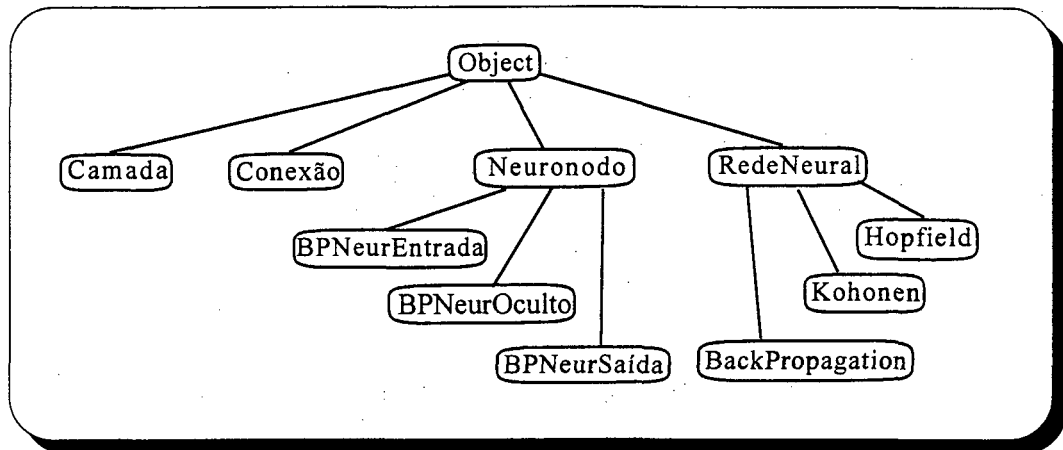 Object
Camada
Conexão
Neuronodo
RedeNeural
BPNeurEntrada
Hopfield
BPNeurOculto
Kohonen
BPNeurSaída
BackPropagation